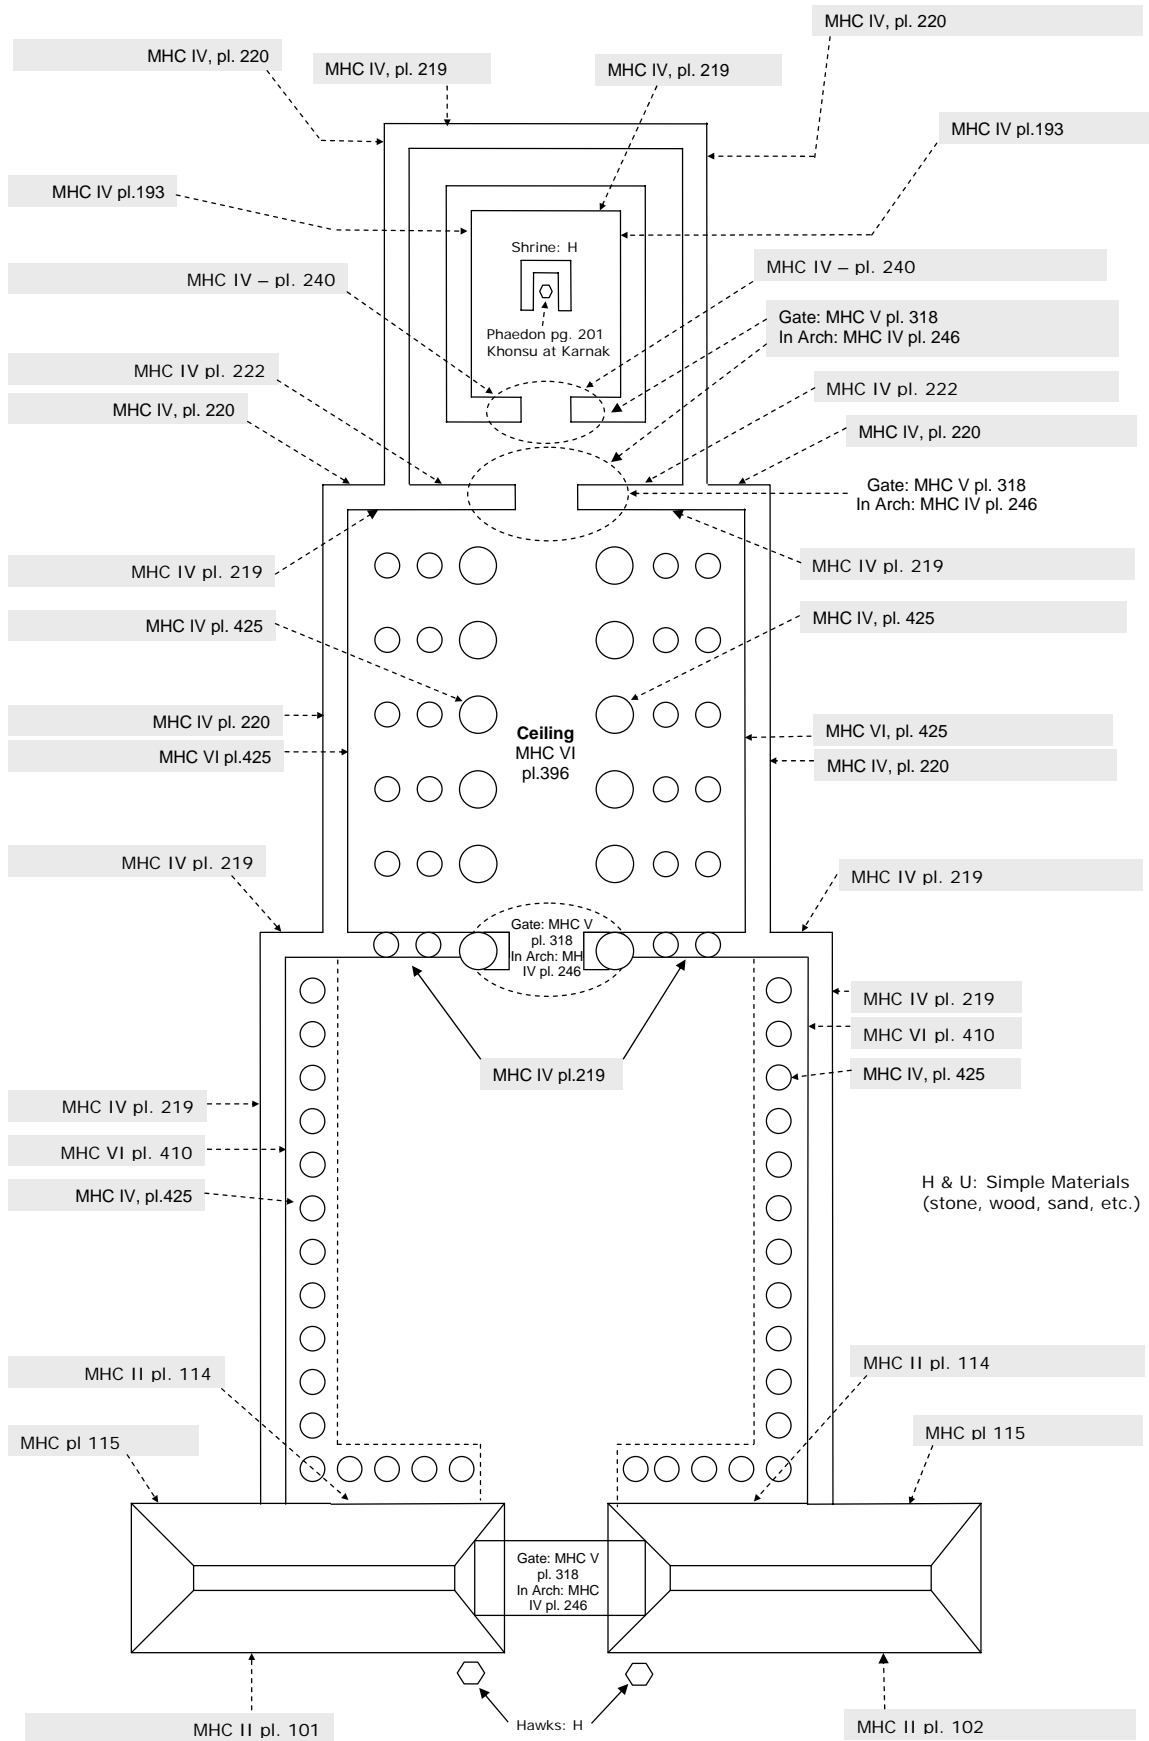 MHC IV, pl. 220
MHC IV, pl. 220
MHC IV, pl. 219
MHC IV, pl. 219
MHC IV pl.193
MHC IV pl.193
Shrine: H
MHC IV – pl. 240
MHC IV – pl. 240
Phaedon pg. 201
Khonsu at Karnak
Gate: MHC V pl. 318
In Arch: MHC IV pl. 246
MHC IV pl. 222
MHC IV pl. 222
MHC IV, pl. 220
MHC IV, pl. 220
Gate: MHC V pl. 318
In Arch: MHC IV pl. 246
MHC IV pl. 219
MHC IV pl. 219
MHC IV pl. 425
MHC IV, pl. 425
MHC IV pl. 220
MHC VI, pl. 425
Ceiling
MHC VI
pl.396
MHC VI pl.425
MHC IV, pl. 220
MHC IV pl. 219
MHC IV pl. 219
Gate: MHC V
pl. 318
In Arch: MH
IV pl. 246
MHC IV pl. 219
MHC VI pl. 410
MHC IV pl.219
MHC IV, pl. 425
MHC IV pl. 219
MHC VI pl. 410
MHC IV, pl.425
H & U: Simple Materials
(stone, wood, sand, etc.)
MHC II pl. 114
MHC II pl. 114
MHC pl 115
MHC pl 115
Gate: MHC V
pl. 318
In Arch: MHC
IV pl. 246
MHC II pl. 101
Hawks: H
MHC II pl. 102